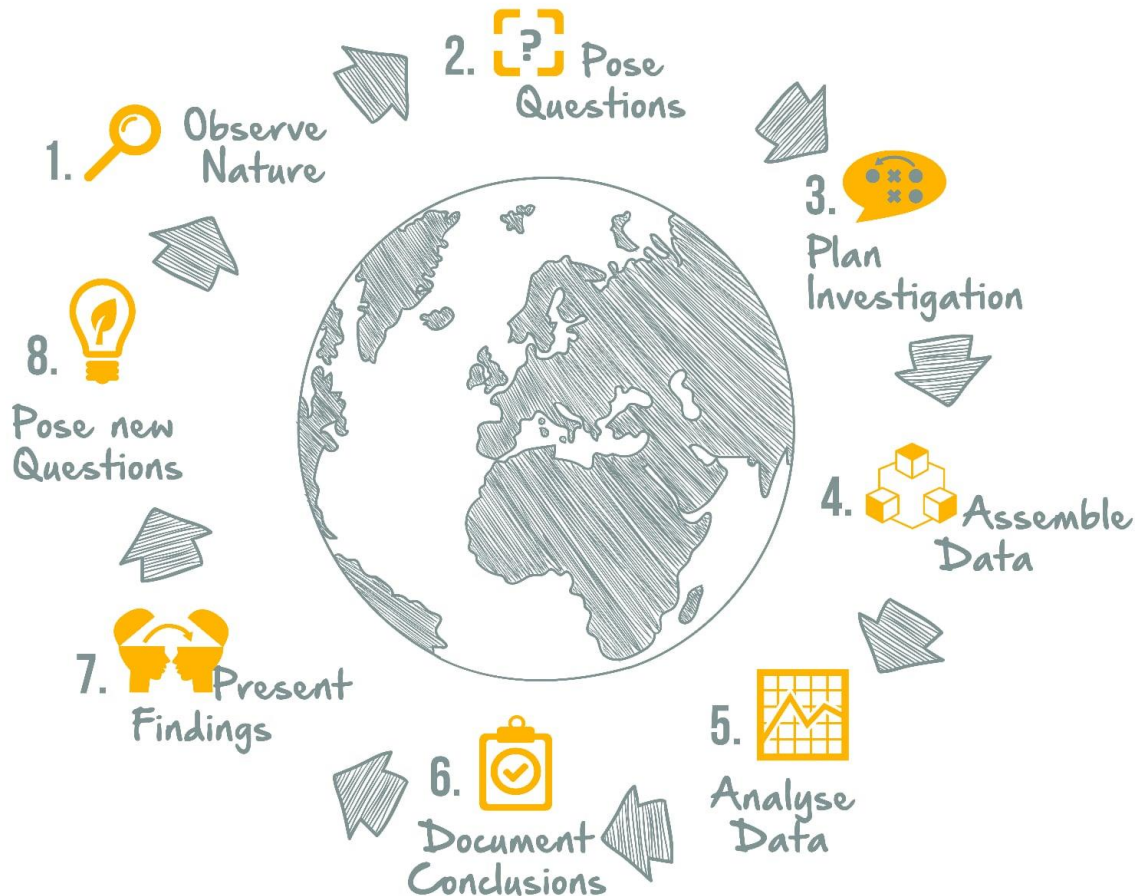 1. Observe
Nature
2. ? Pose
Questions
3.
Plan
Investigation
4. Assemble
Data
5.
Analyse
Data
6.
Document
Conclusions
7. Present
Findings
8.
Pose new
Questions